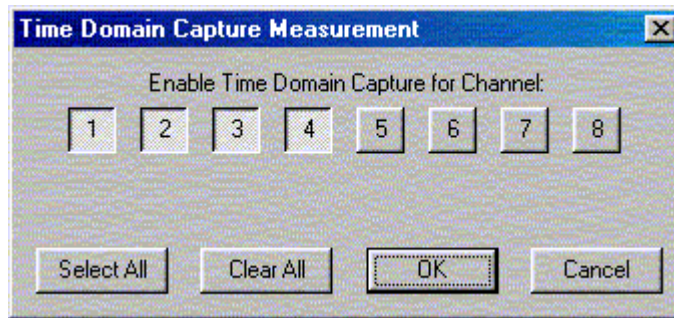 Time Domain Capture Measurement
Enable Time Domain Capture for Channel:
1 2 3 4 5 6 7 8
Select All Clear All OK Cancel